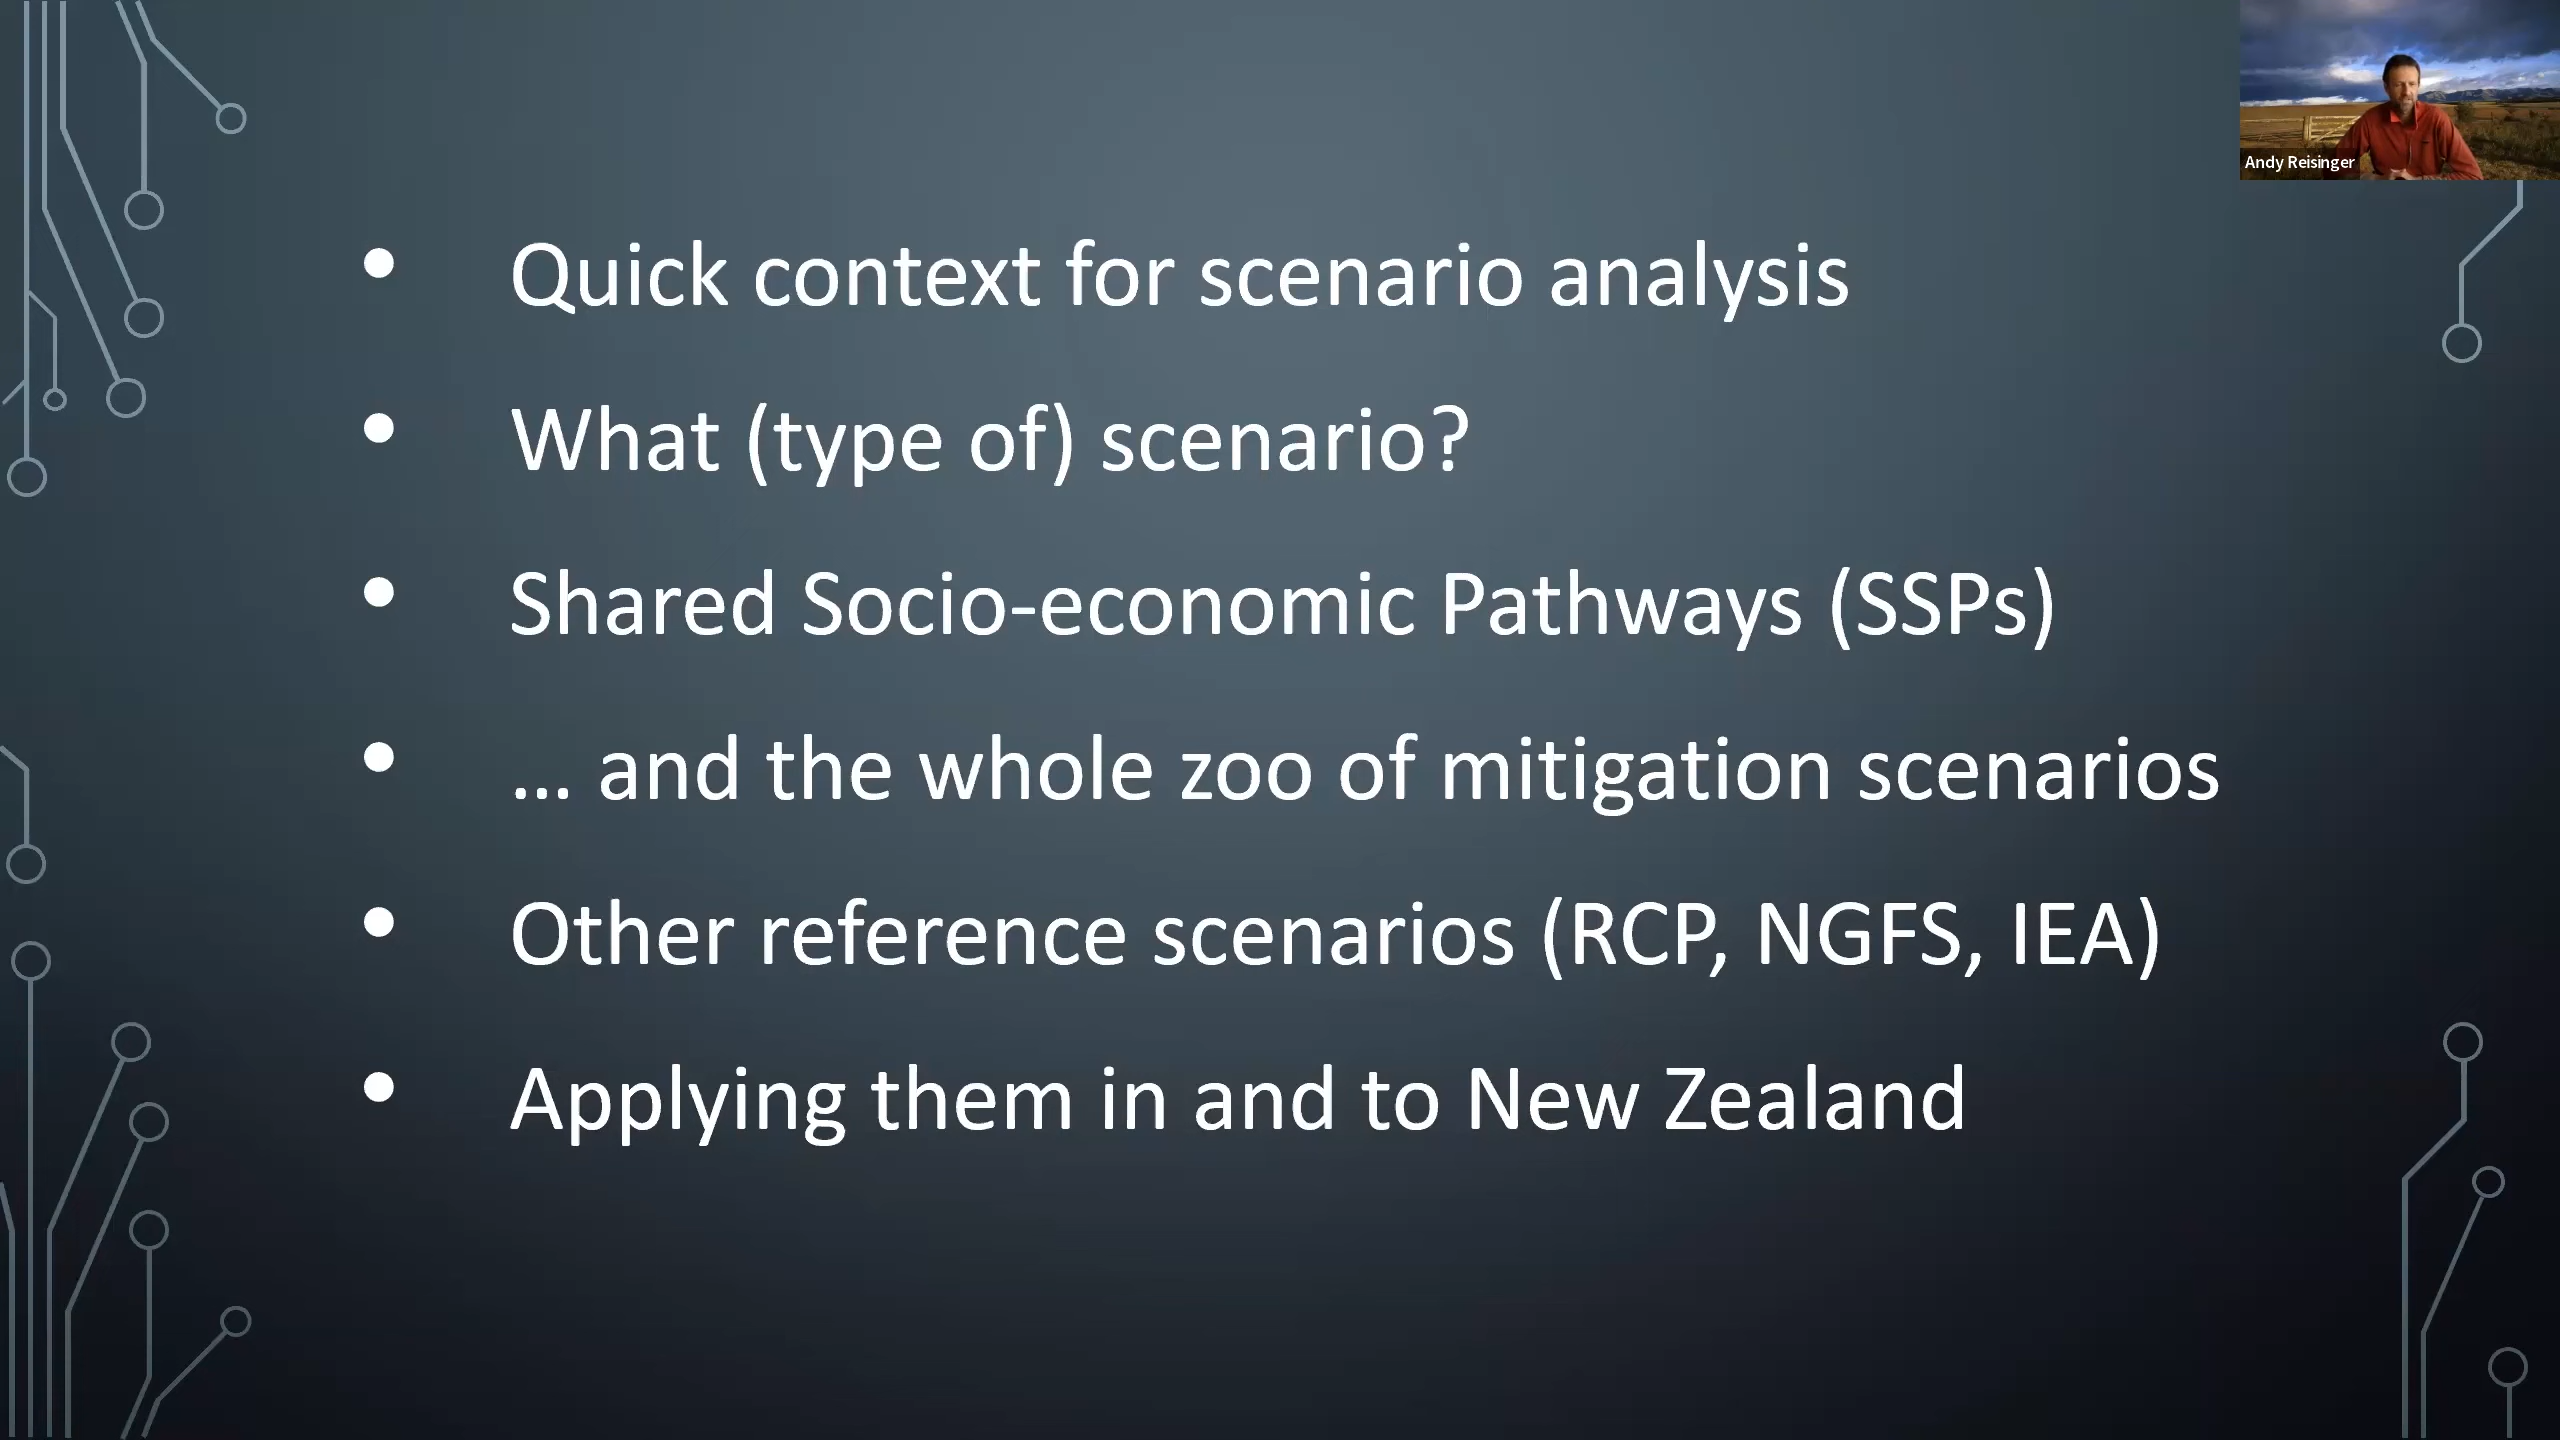 Andy Reisinger
• Quick context for scenario analysis
• What (type of) scenario?
• Shared Socio-economic Pathways (SSPs)
• ... and the whole zoo of mitigation scenarios
• Other reference scenarios (RCP, NGFS, IEA)
• Applying them in and to New Zealand